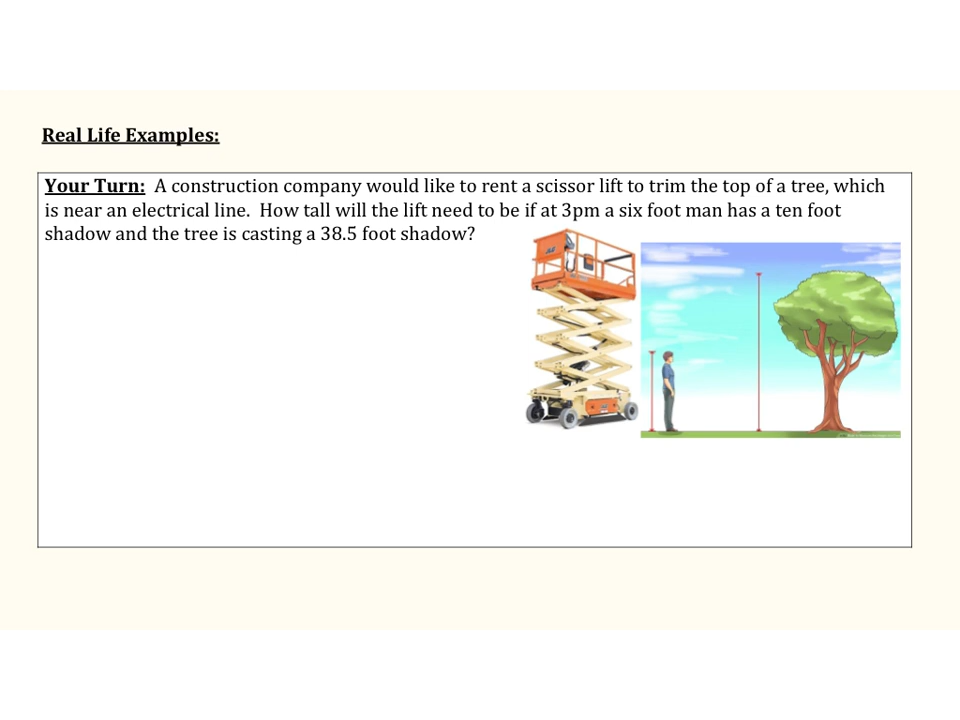 Real Life Examples:
Your Turn: A construction company would like to rent a scissor lift to trim the top of a tree, which
is near an electrical line. How tall will the lift need to be if at 3pm a six foot man has a ten foot
shadow and the tree is casting a 38.5 foot shadow?